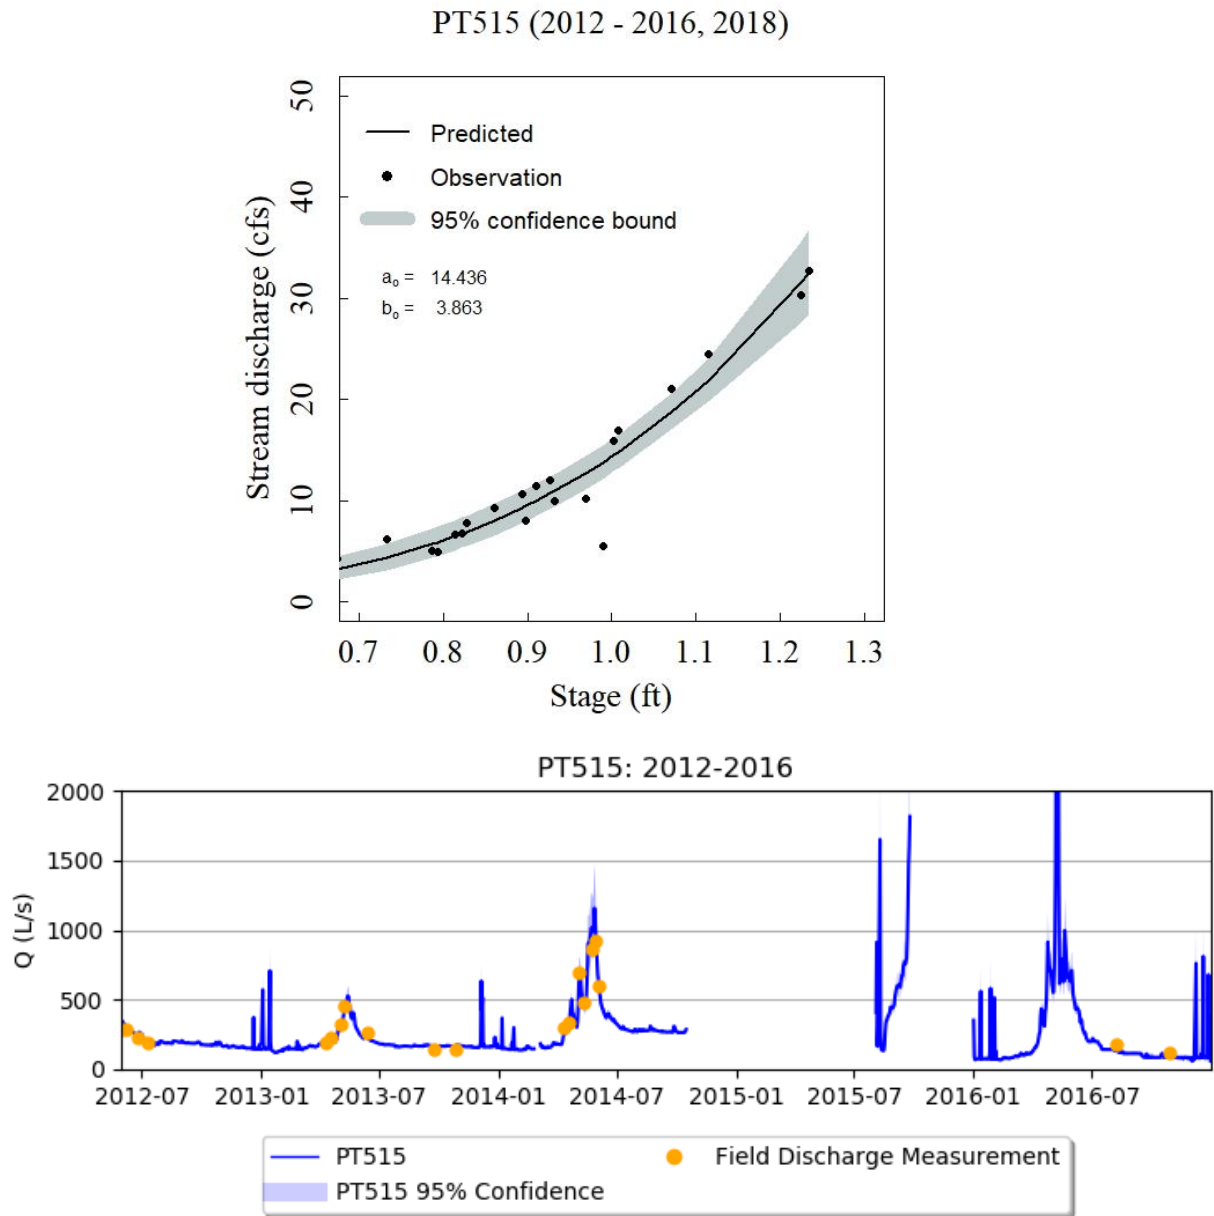 PT515 (2012 - 2016, 2018)
50
40
30
20
10
0
Stream discharge (cfs)
Predicted
Observation
95% confidence bound
a₀ = 14.436
b₀ = 3.863
0.7 0.8 0.9 1.0 1.1 1.2 1.3
Stage (ft)
PT515: 2012-2016
2000
1500
1000
500
0
Q (L/s)
2012-07 2013-01 2013-07 2014-01 2014-07 2015-01 2015-07 2016-01 2016-07
PT515 Field Discharge Measurement
PT515 95% Confidence